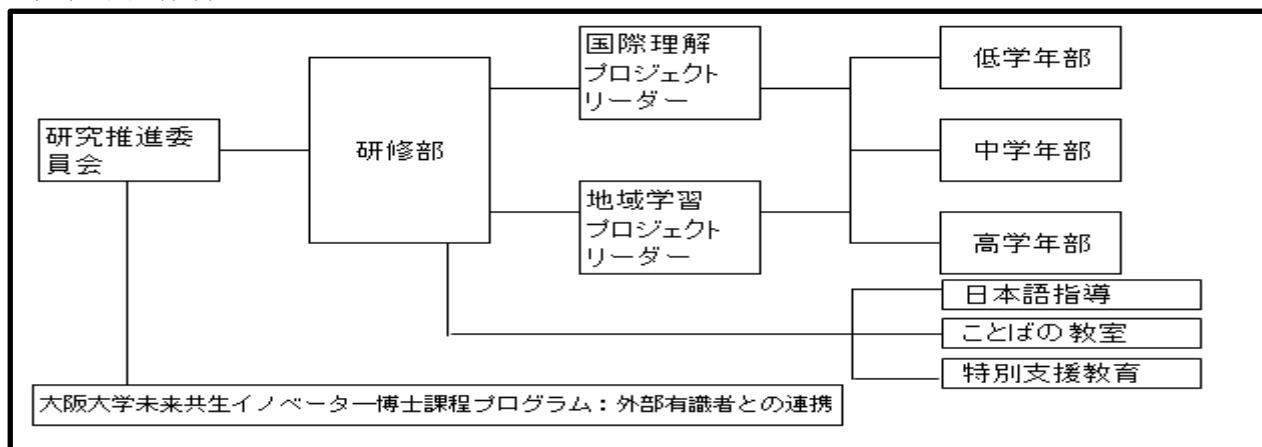 国際理解
プロジェクト
リーダー
低学年部
研究推進委
員会
研修部
中学年部
地域学習
プロジェクト
リーダー
高学年部
日本語指導
ことばの教室
特別支援教育
大阪大学未来共生イノベーター博士課程プログラム：外部有識者との連携